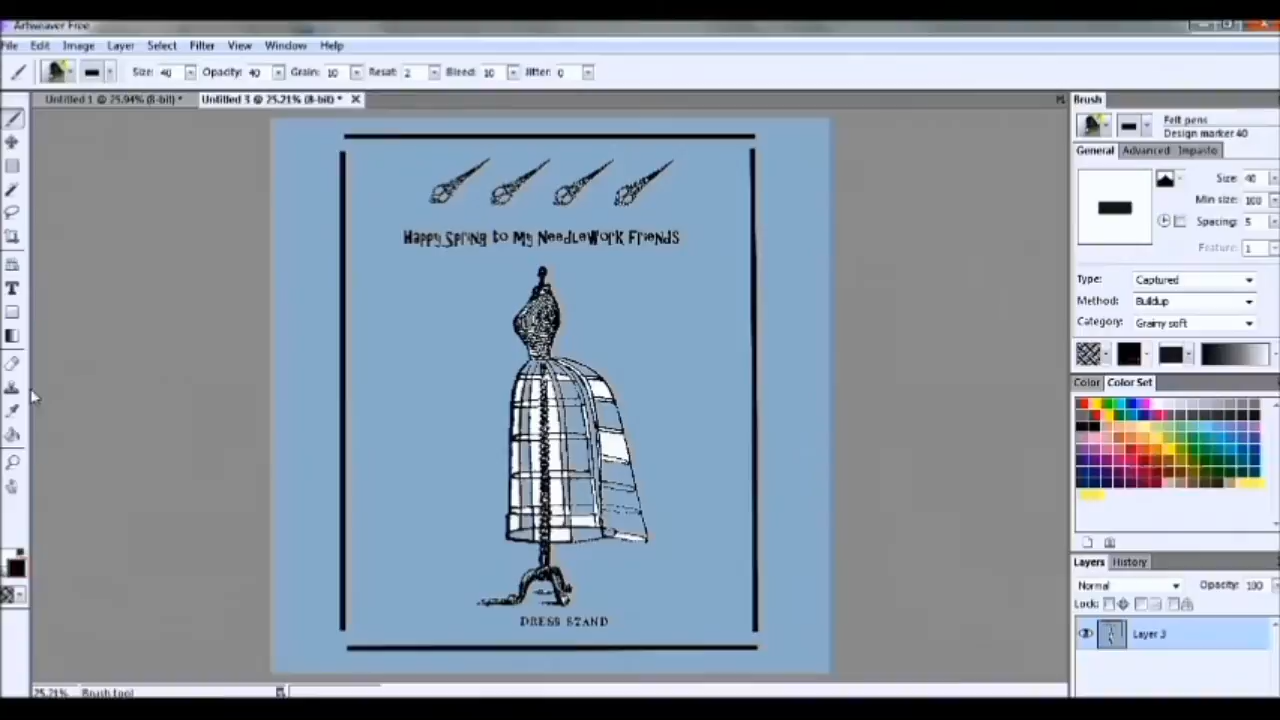 Artweaver Free
File Edit Image Layer Select Filter View Window Help
Size: 40 Opacity: 40 Grain: 10 Resat: 2 Bleed: 10 Jitter: 0
Untitled 1 @ 25.94% (8-bit) * Untitled 3 @ 25.21% (8-bit) *
Brush
Felt pens
Design marker 40
General Advanced Impasto
Size: 40
Min size: 100
Spacing: 5
Feature: 1
Type: Captured
Method: Buildup
Category: Grainy soft
Color Color Set
Happy Spring to My NeedleWork Friends
DRESS STAND
Layers History
Normal Opacity: 100
Lock:
Layer 3
25.21% Brush tool